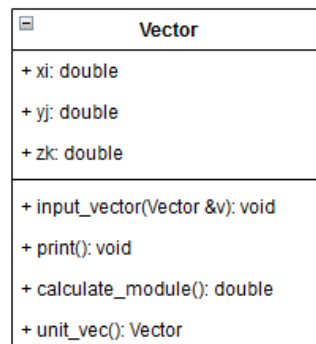 Vector
+ xi: double
+ yj: double
+ zk: double
+ input_vector(Vector &v): void
+ print(): void
+ calculate_module(): double
+ unit_vec(): Vector